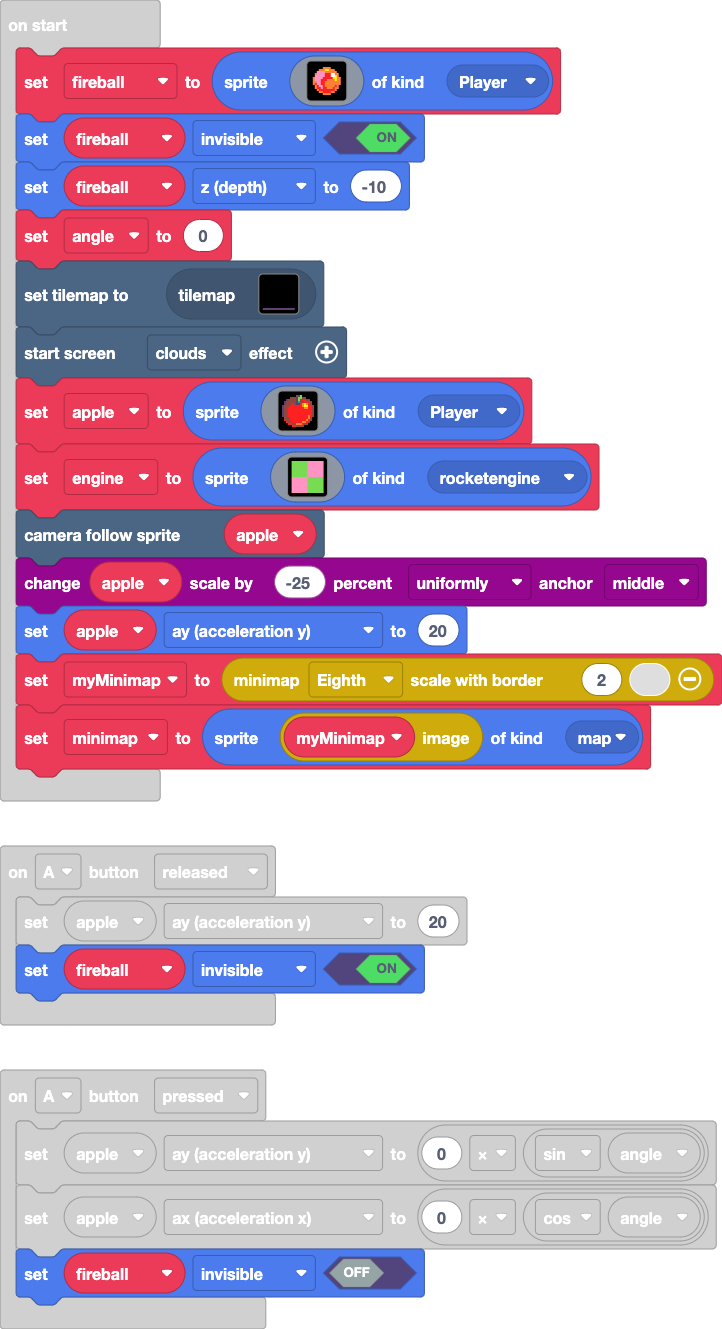 on start
set fireball to sprite of kind Player
set fireball invisible ON
set fireball z (depth) to -10
set angle to 0
set tilemap to tilemap
start screen clouds effect
set apple to sprite of kind Player
set engine to sprite of kind rocketengine
camera follow sprite apple
change apple scale by -25 percent uniformly anchor middle
set apple ay (acceleration y) to 20
set myMinimap to minimap Eighth scale with border 2
set minimap to sprite myMinimap image of kind map
on A button released
set apple ay (acceleration y) to 20
set fireball invisible ON
on A button pressed
set apple ay (acceleration y) to 0 × sin angle
set apple ax (acceleration x) to 0 × cos angle
set fireball invisible OFF